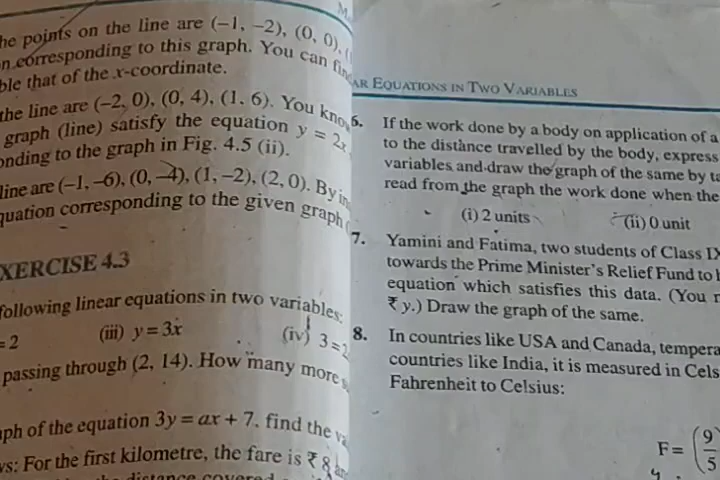 he points on the line are (–1, –2), (0, 0),
corresponding to this graph. You can
ble that of the x-coordinate.
the line are (–2, 0), (0, 4), (1. 6). You
graph (line) satisfy the equation y = 2x
onding to the graph in Fig. 4.5 (ii).
line are (–1, –6), (0, –4), (1, –2), (2, 0). By
quation corresponding to the given graph
XERCISE 4.3
following linear equations in two variables:
= 2 (iii) y = 3x (iv) 3 = 2
passing through (2, 14). How many more
aph of the equation 3y = ax + 7. find the
ws: For the first kilometre, the fare is ₹ 8
distance covered
AR EQUATIONS IN TWO VARIABLES
6. If the work done by a body on application of a
to the distance travelled by the body, express
variables and draw the graph of the same by ta
read from the graph the work done when the
(i) 2 units (ii) 0 unit
7. Yamini and Fatima, two students of Class IX
towards the Prime Minister's Relief Fund to h
equation which satisfies this data. (You
₹ y.) Draw the graph of the same.
8. In countries like USA and Canada, tempera
countries like India, it is measured in Cels
Fahrenheit to Celsius:
F = (9/5